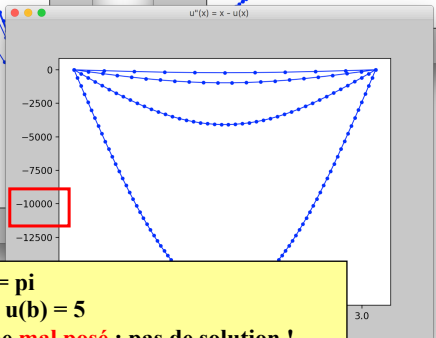 u"(x) = x – u(x)
0
−2500
−5000
−7500
−10000
−12500
3.0
= pi
u(b) = 5
mal posé : pas de solution !